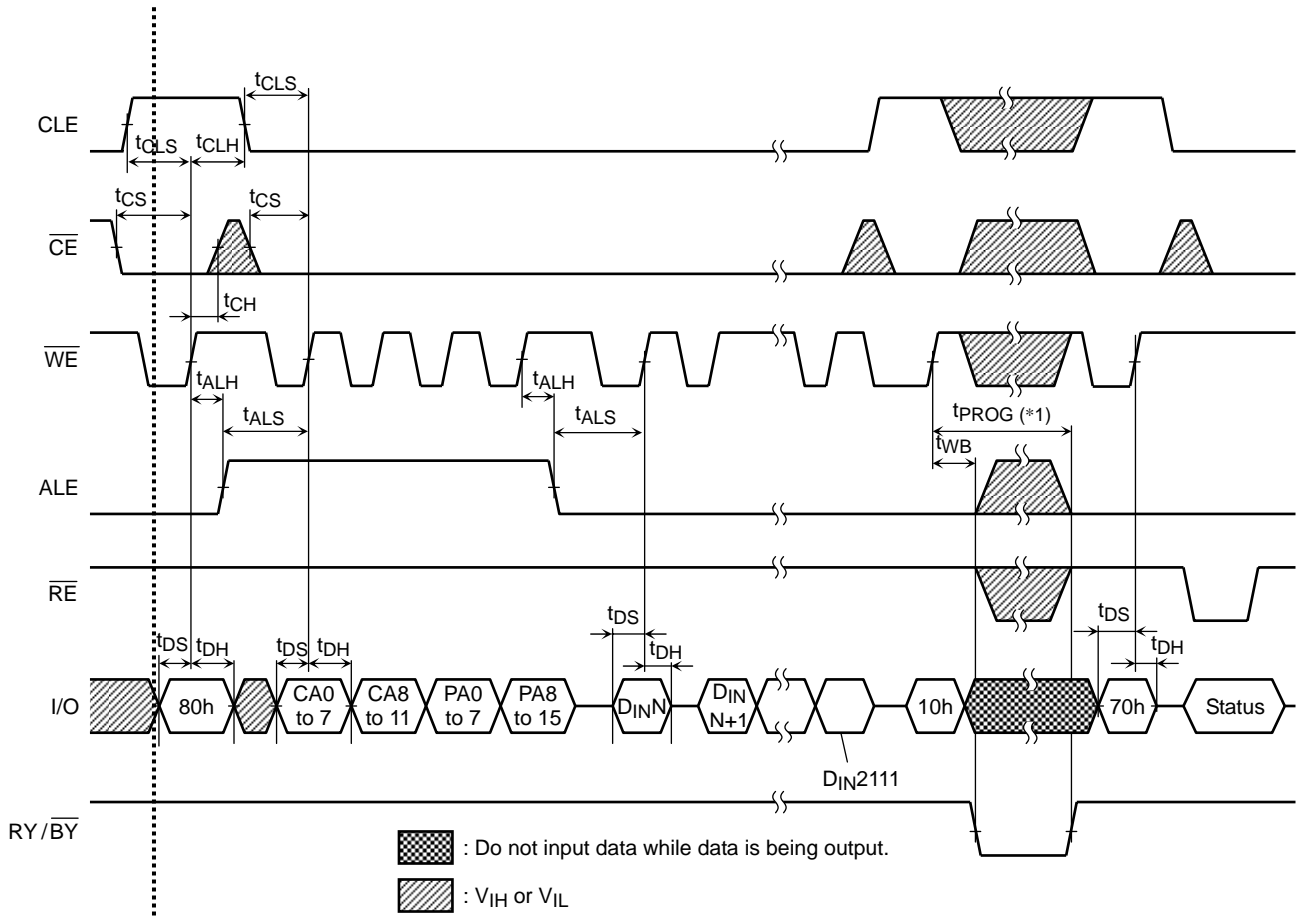 tCLS
CLE
tCLS tCLH
tCS tCS
CE
tCH
WE
tALH tALH
tALS tALS tPROG (*1)
tWB
ALE
RE
tDS tDH tDS tDH tDS tDH tDS tDH
I/O
80h
CA0 to 7
CA8 to 11
PA0 to 7
PA8 to 15
DINN
DIN N+1
10h
70h
Status
DIN2111
RY/BY
: Do not input data while data is being output.
: VIH or VIL